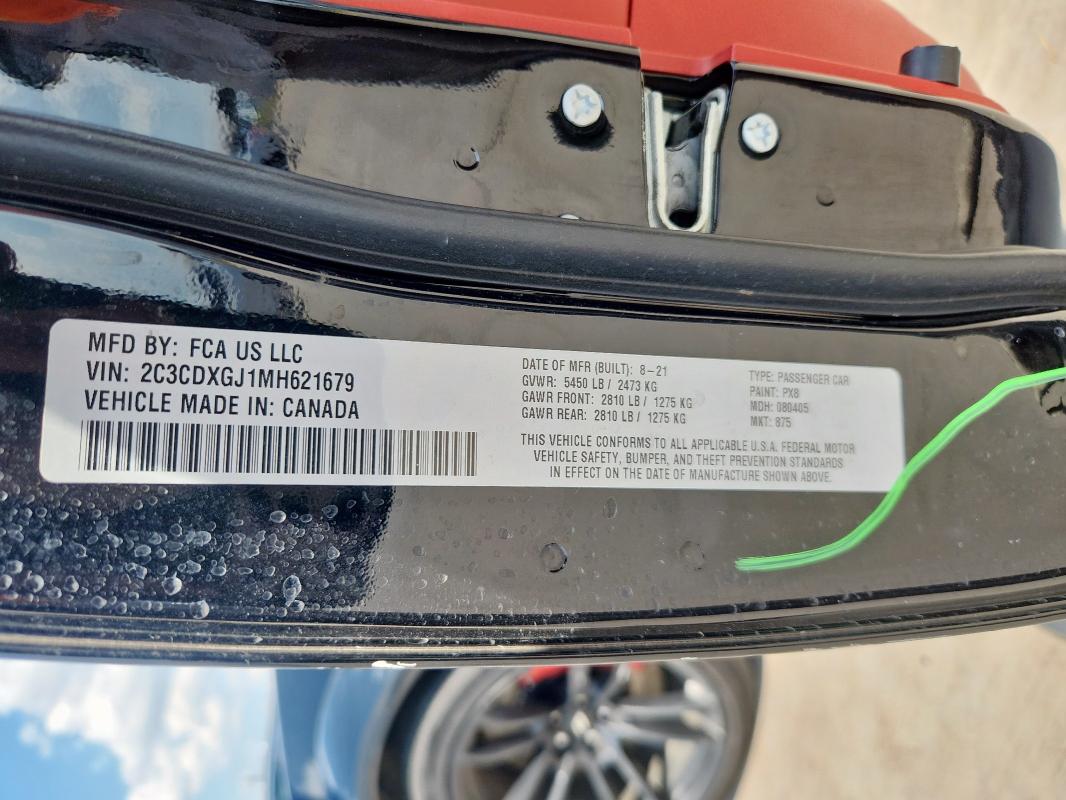 MFD BY: FCA US LLC
VIN: 2C3CDXGJ1MH621679
VEHICLE MADE IN: CANADA
DATE OF MFR (BUILT): 8-21
GVWR: 5450 LB / 2473 KG
GAWR FRONT: 2810 LB / 1275 KG
GAWR REAR: 2810 LB / 1275 KG
TYPE: PASSENGER CAR
PAINT: PX8
MDH: 080405
MKT: 875
THIS VEHICLE CONFORMS TO ALL APPLICABLE U.S.A. FEDERAL MOTOR
VEHICLE SAFETY, BUMPER, AND THEFT PREVENTION STANDARDS
IN EFFECT ON THE DATE OF MANUFACTURE SHOWN ABOVE.